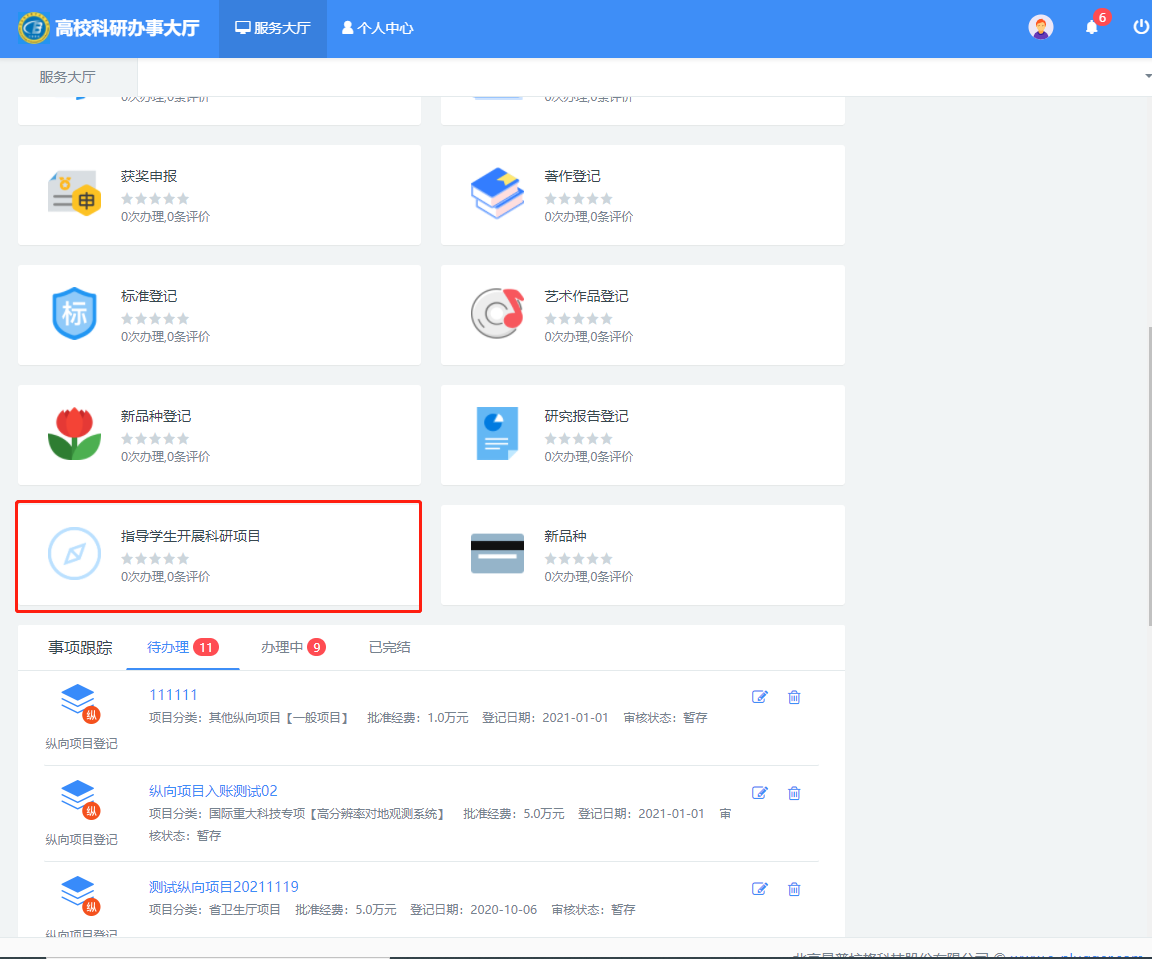 高校科研办事大厅 服务大厅 个人中心 6
服务大厅
0次办理,0条评价 0次办理,0条评价
获奖申报 著作登记
申
0次办理,0条评价 0次办理,0条评价
标准登记 艺术作品登记
标
0次办理,0条评价 0次办理,0条评价
新品种登记 研究报告登记
0次办理,0条评价 0次办理,0条评价
指导学生开展科研项目 新品种
0次办理,0条评价 0次办理,0条评价
事项跟踪 待办理 11 办理中 9 已完结
111111
纵
项目分类：其他纵向项目【一般项目】 批准经费：1.0万元 登记日期：2021-01-01 审核状态：暂存
纵向项目登记
纵向项目入账测试02
纵
项目分类：国际重大科技专项【高分辨率对地观测系统】 批准经费：5.0万元 登记日期：2021-01-01 审
核状态：暂存
纵向项目登记
测试纵向项目20211119
纵
项目分类：省卫生厅项目 批准经费：5.0万元 登记日期：2020-10-06 审核状态：暂存
纵向项目登记